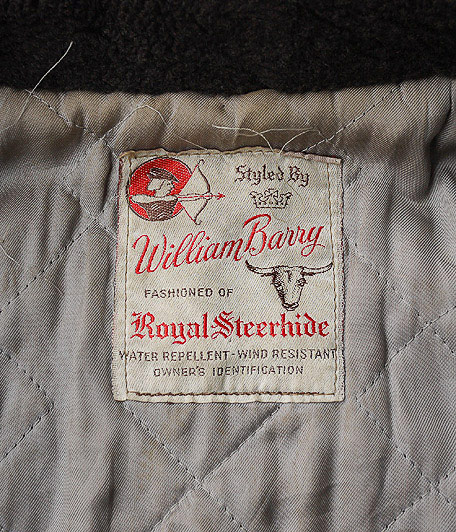 Styled By
William Barry
FASHIONED OF
Royal-Steerhide
WATER REPELLENT-WIND RESISTANT
OWNER'S IDENTIFICATION